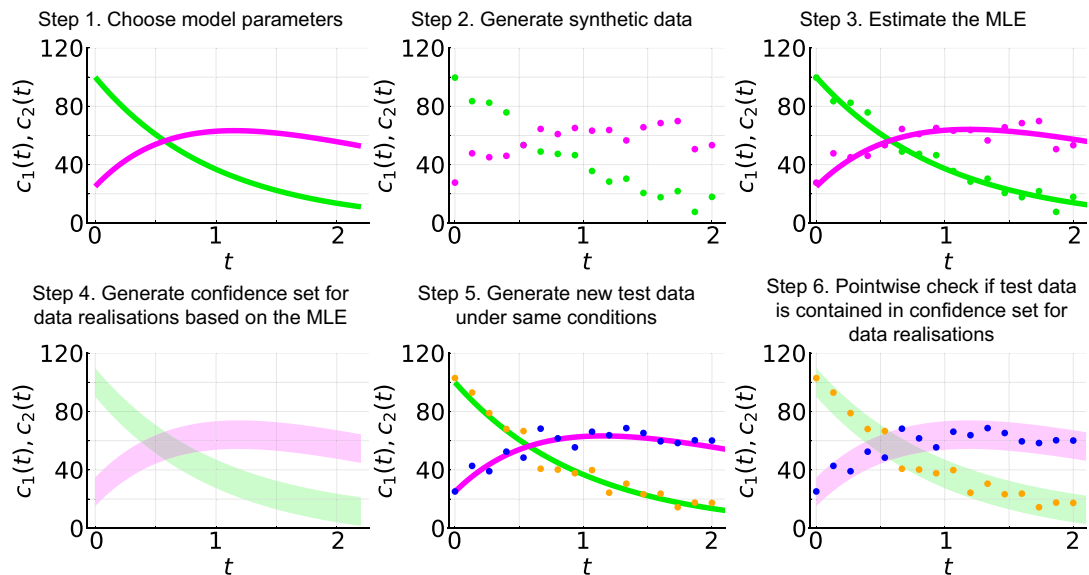 Step 1. Choose model parameters
120
80
40
0
0
1
2
c₁(t), c₂(t)
t
Step 2. Generate synthetic data
120
80
40
0
0
1
2
c₁(t), c₂(t)
t
Step 3. Estimate the MLE
120
80
40
0
0
1
2
c₁(t), c₂(t)
t
Step 4. Generate confidence set for
data realisations based on the MLE
120
80
40
0
0
1
2
c₁(t), c₂(t)
t
Step 5. Generate new test data
under same conditions
120
80
40
0
0
1
2
c₁(t), c₂(t)
t
Step 6. Pointwise check if test data
is contained in confidence set for
data realisations
120
80
40
0
0
1
2
c₁(t), c₂(t)
t